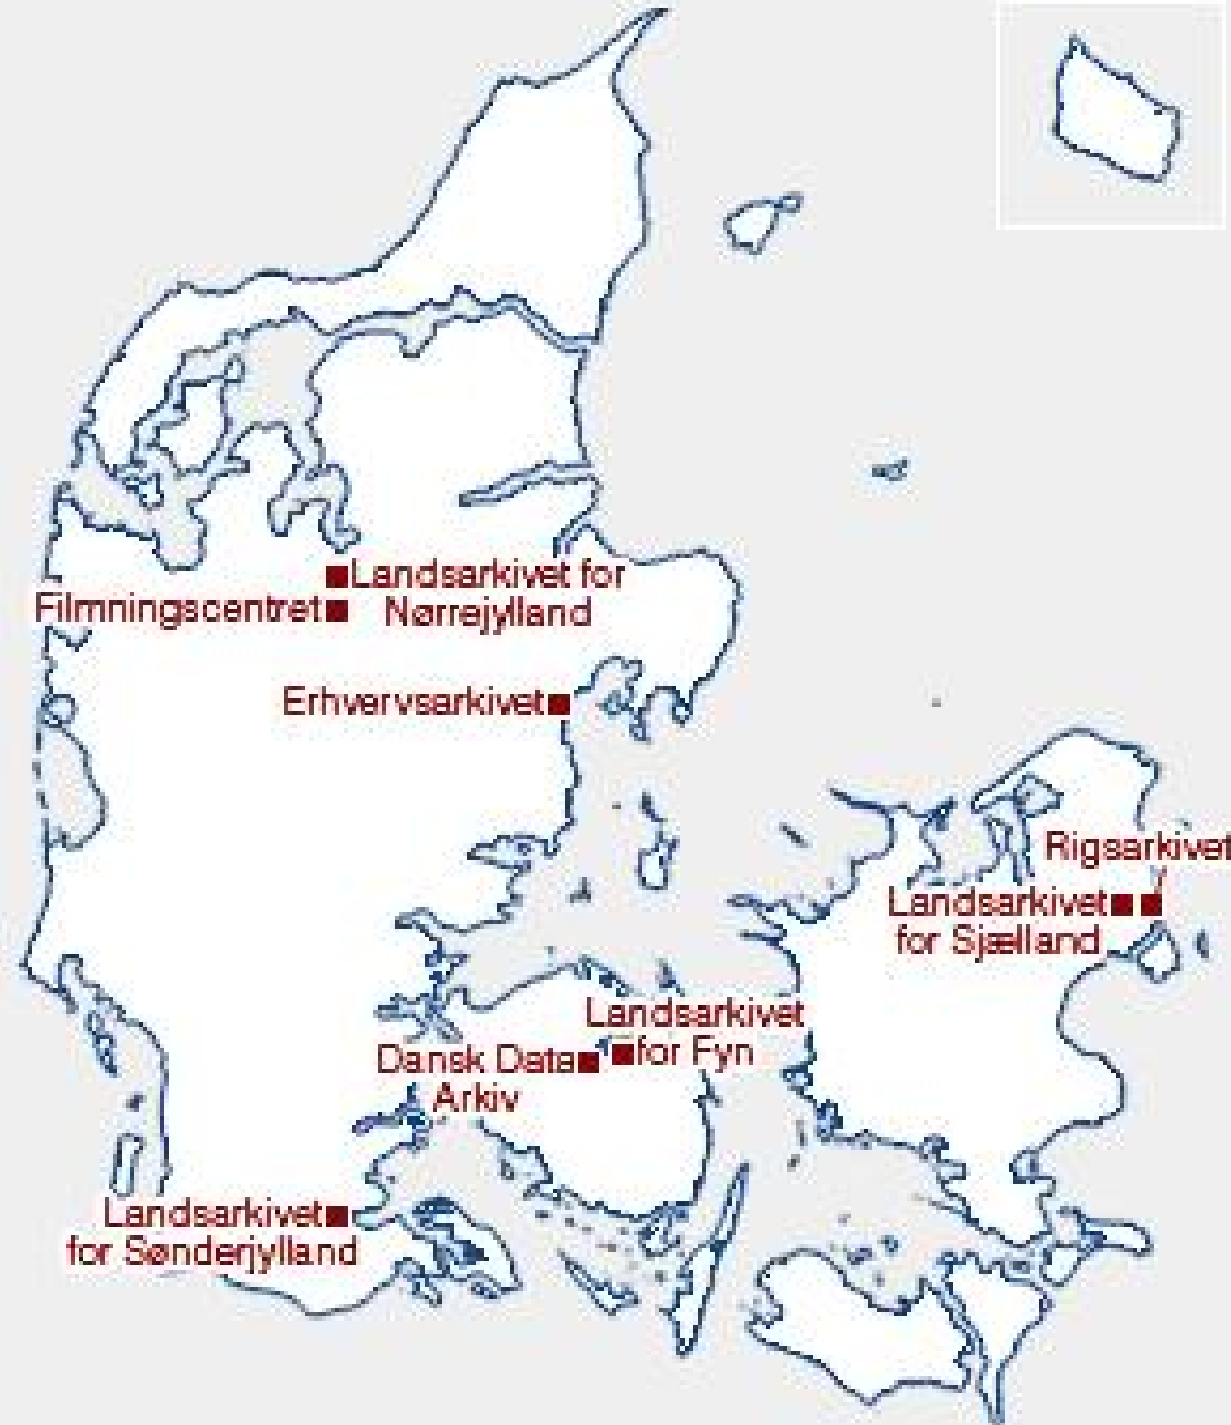 Landsarkivet for
Nørrejylland
Filmningscentret
Erhvervsarkivet
Rigsarkivet
Landsarkivet
for Sjælland
Landsarkivet
for Fyn
Dansk Data
Arkiv
Landsarkivet
for Sønderjylland